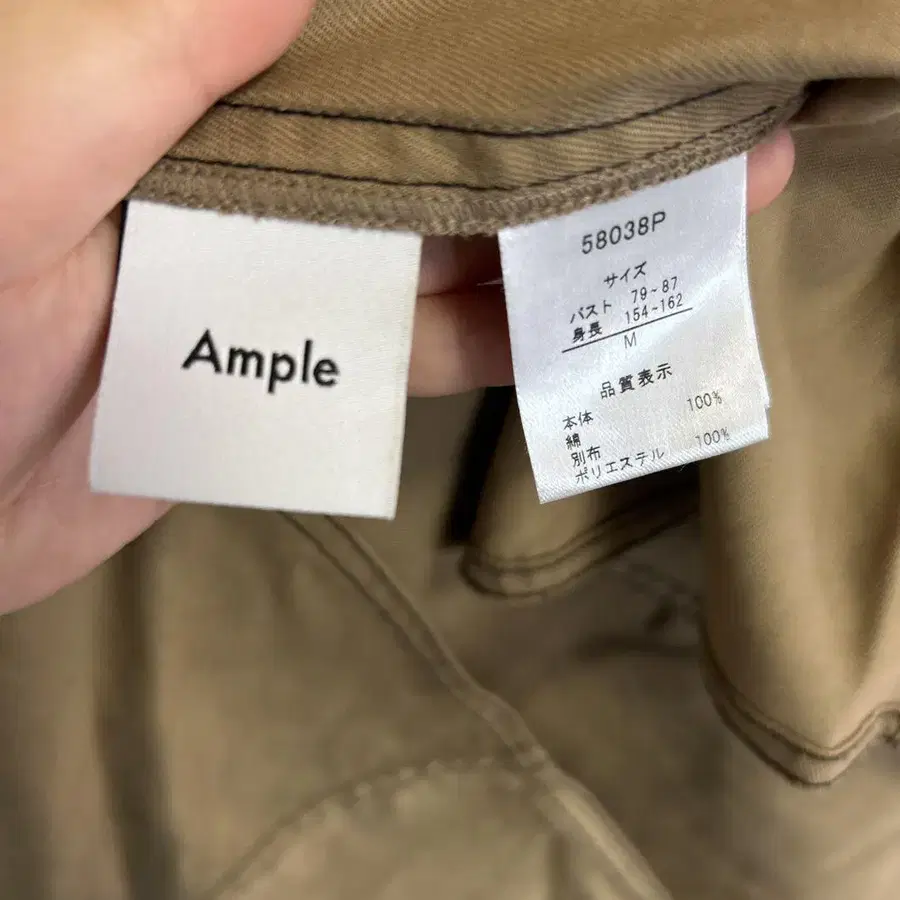 Ample
58038P
サイズ
バスト 79~87
身長 154~162
M
品質表示
本体
綿 100%
別布
ポリエステル 100%